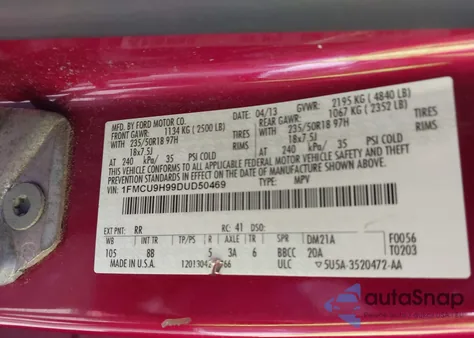 MFD. BY FORD MOTOR CO. 04/13 GVWR: 2195 KG ( 4840 LB)
FRONT GAWR: 1134 KG ( 2500 LB) REAR GAWR: 1067 KG ( 2352 LB)
WITH WITH
235/50R18 97H TIRES 235/50R18 97H TIRES
18x7.5J RIMS 18x7.5J RIMS
AT 240 kPa/ 35 PSI COLD AT 240 kPa/ 35 PSI COLD
THIS VEHICLE CONFORMS TO ALL APPLICABLE FEDERAL MOTOR VEHICLE SAFETY AND THEFT PREVENTION STANDARDS IN EFFECT ON THE DATE OF MANUFACTURE SHOWN ABOVE.
VIN: 1FMCU9H99DUD50469 TYPE: MPV
EXT PNT: RR RC: 41 DSO: F0056
WB INT TR TP/PS R AXLE TR SPR DM21A T0203
105 8B 5 3A 6 BBCC 20A
MADE IN U.S.A. ULC 5U5A-3520472-AA
autoSnap